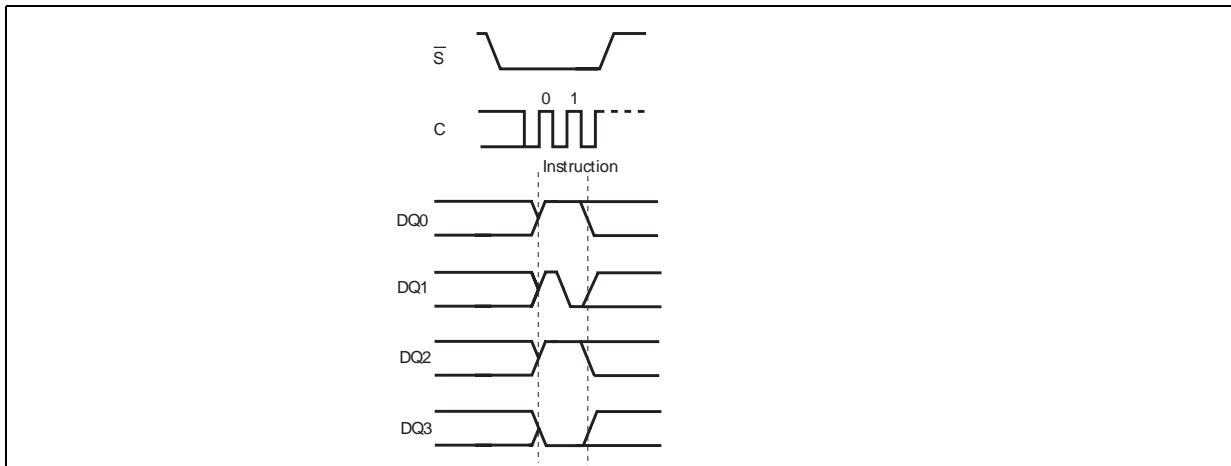 S̅
0 1
C
Instruction
DQ0
DQ1
DQ2
DQ3